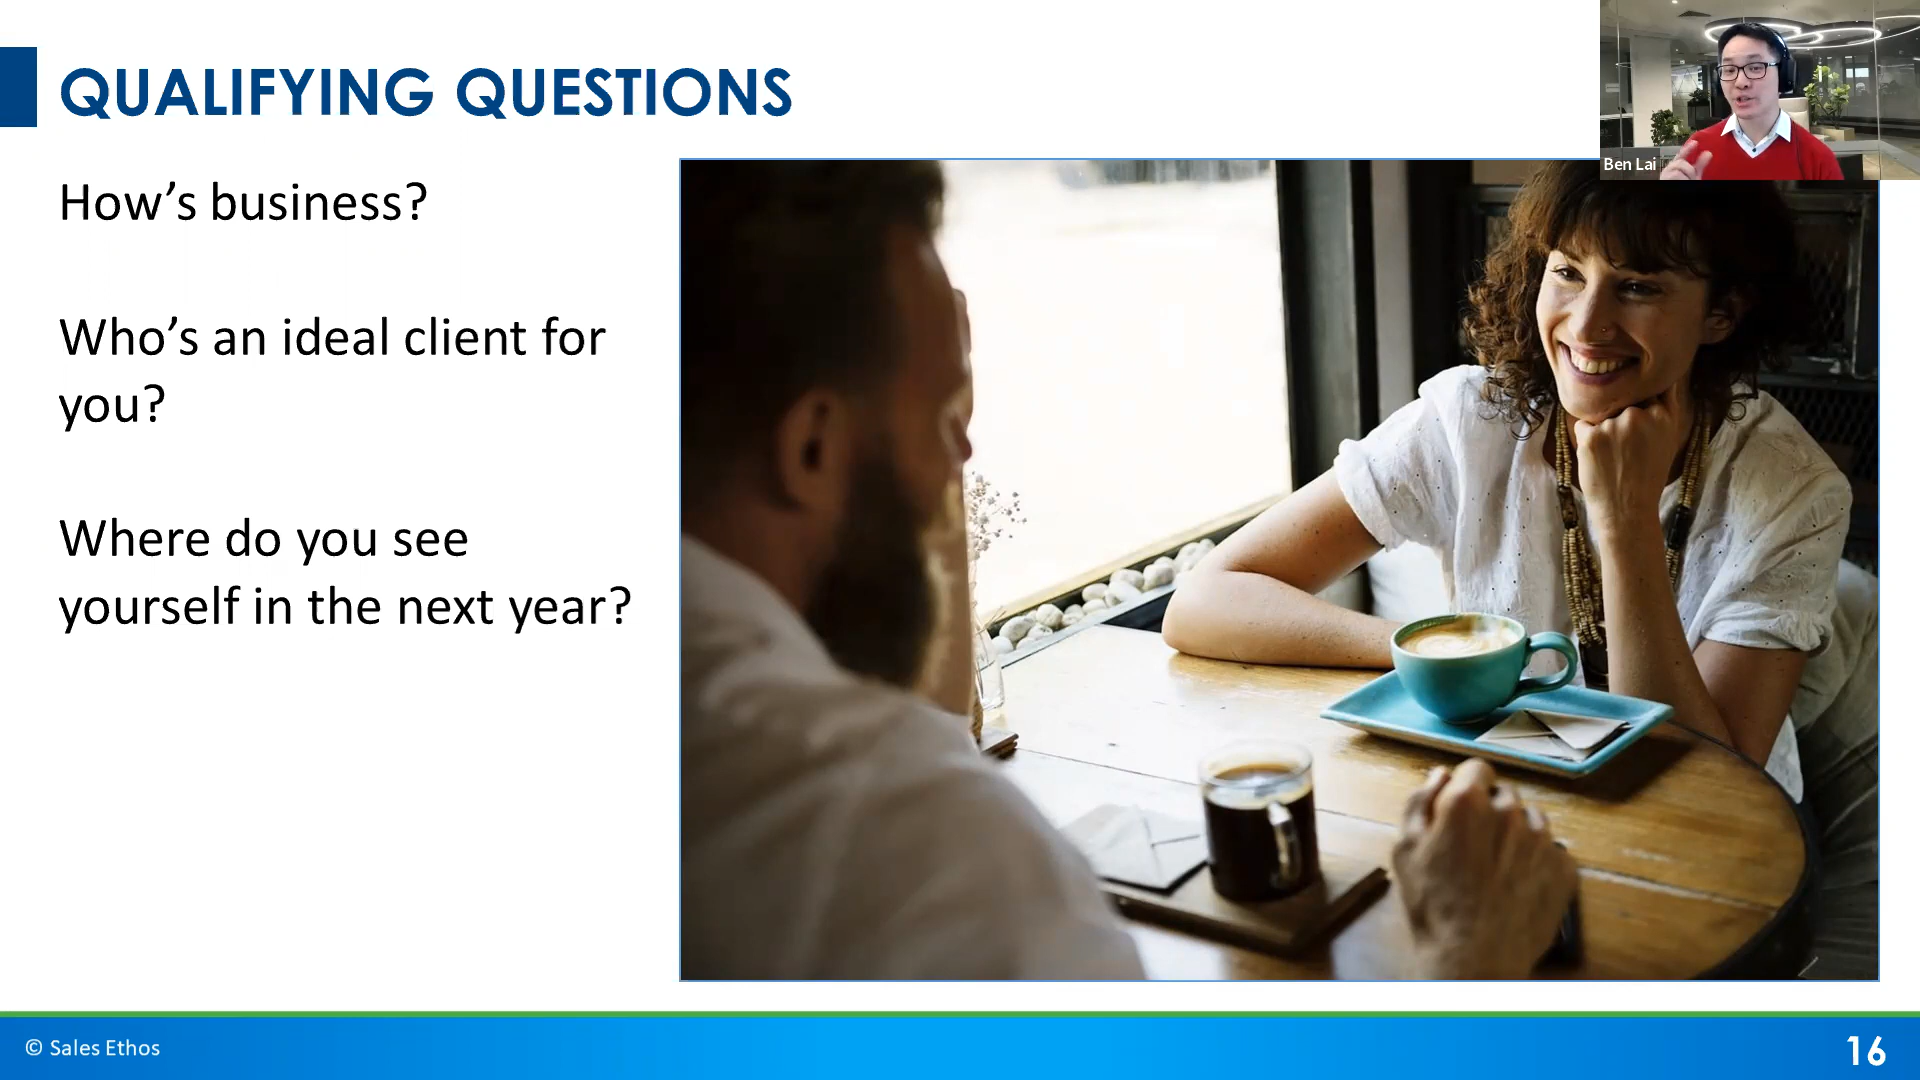 QUALIFYING QUESTIONS
Ben Lai
How’s business?
Who’s an ideal client for
you?
Where do you see
yourself in the next year?
© Sales Ethos
16